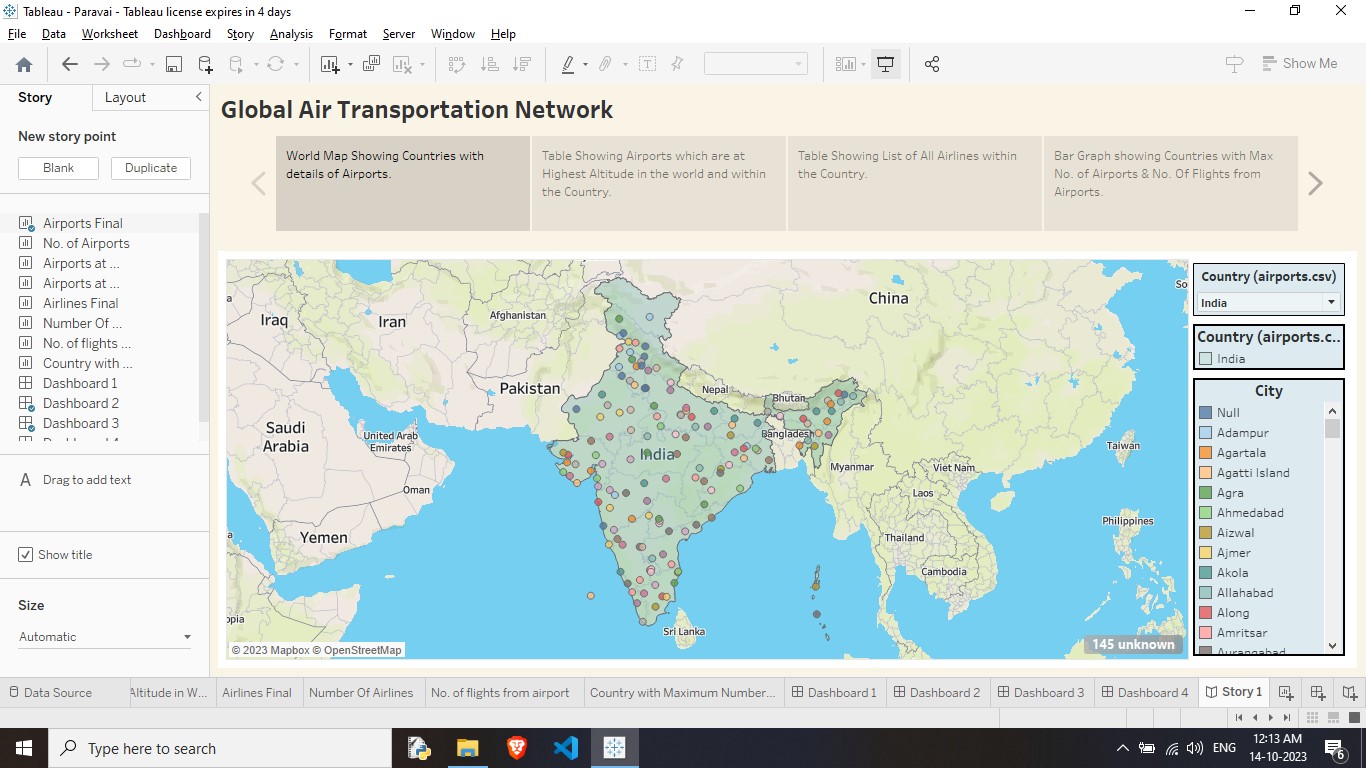 Tableau - Paravai - Tableau license expires in 4 days
File Data Worksheet Dashboard Story Analysis Format Server Window Help
Show Me
Story Layout
New story point
Blank Duplicate
Airports Final
No. of Airports
Airports at ...
Airports at ...
Airlines Final
Number Of ...
No. of flights ...
Country with ...
Dashboard 1
Dashboard 2
Dashboard 3
Drag to add text
Show title
Size
Automatic
Global Air Transportation Network
World Map Showing Countries with
details of Airports.
Table Showing Airports which are at
Highest Altitude in the world and within
the Country.
Table Showing List of All Airlines within
the Country.
Bar Graph showing Countries with Max
No. of Airports & No. Of Flights from
Airports.
Iraq
Iran
Afghanistan
China
Pakistan
Nepal
Bhutan
Saudi
Arabia
United Arab
Emirates
Banglades
India
Taiwan
Oman
Myanmar
Viet Nam
Laos
Yemen
Thailand
Philippines
Cambodia
Sri Lanka
So
a
a
opia
© 2023 Mapbox © OpenStreetMap
145 unknown
Country (airports.csv)
India
Country (airports.c..
India
City
Null
Adampur
Agartala
Agatti Island
Agra
Ahmedabad
Aizwal
Ajmer
Akola
Allahabad
Along
Amritsar
Aurangabad
Data Source
Altitude in W...
Airlines Final
Number Of Airlines
No. of flights from airport
Country with Maximum Number...
Dashboard 1
Dashboard 2
Dashboard 3
Dashboard 4
Story 1
Type here to search
ENG
12:13 AM
14-10-2023
6